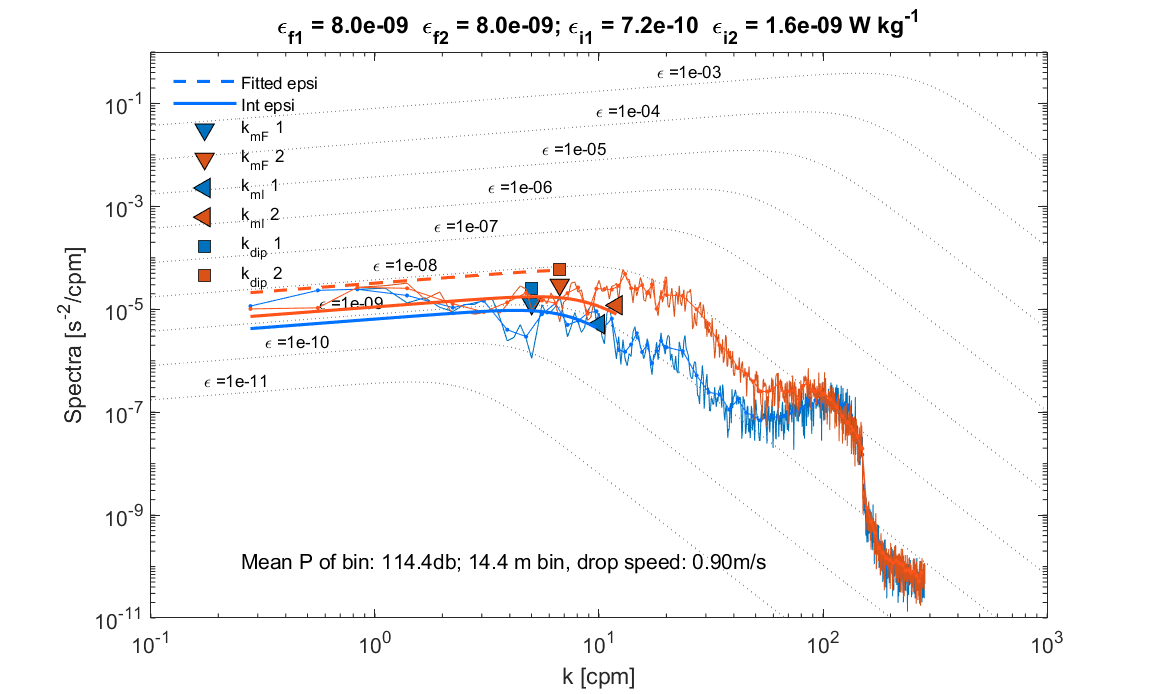 ϵf1 = 8.0e-09 ϵf2 = 8.0e-09; ϵi1 = 7.2e-10 ϵi2 = 1.6e-09 W kg-1
ϵ =1e-03
Fitted epsi
Int epsi
kmF 1
kmF 2
kmI 1
kmI 2
kdip 1
kdip 2
ϵ =1e-04
ϵ =1e-05
ϵ =1e-06
ϵ =1e-07
ϵ =1e-08
ϵ =1e-09
ϵ =1e-10
ϵ =1e-11
10-1
10-3
10-5
10-7
10-9
10-11
Spectra [s-2/cpm]
Mean P of bin: 114.4db; 14.4 m bin, drop speed: 0.90m/s
10-1 100 101 102 103
k [cpm]